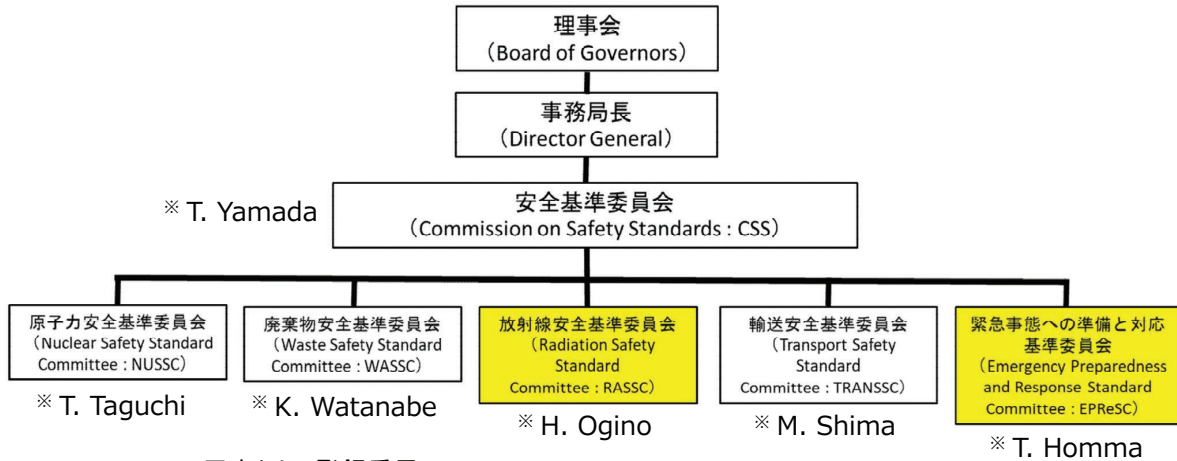 理事会
（Board of Governors）
事務局長
（Director General）
※ T. Yamada
安全基準委員会
（Commission on Safety Standards : CSS）
原子力安全基準委員会
（Nuclear Safety Standard
Committee : NUSSC）
※ T. Taguchi
廃棄物安全基準委員会
（Waste Safety Standard
Committee : WASSC）
※ K. Watanabe
放射線安全基準委員会
（Radiation Safety
Standard
Committee : RASSC）
※ H. Ogino
輸送安全基準委員会
（Transport Safety
Standard
Committee : TRANSSC）
※ M. Shima
緊急事態への準備と対応
基準委員会
（Emergency Preparedness
and Response Standard
Committee : EPReSC）
※ T. Homma